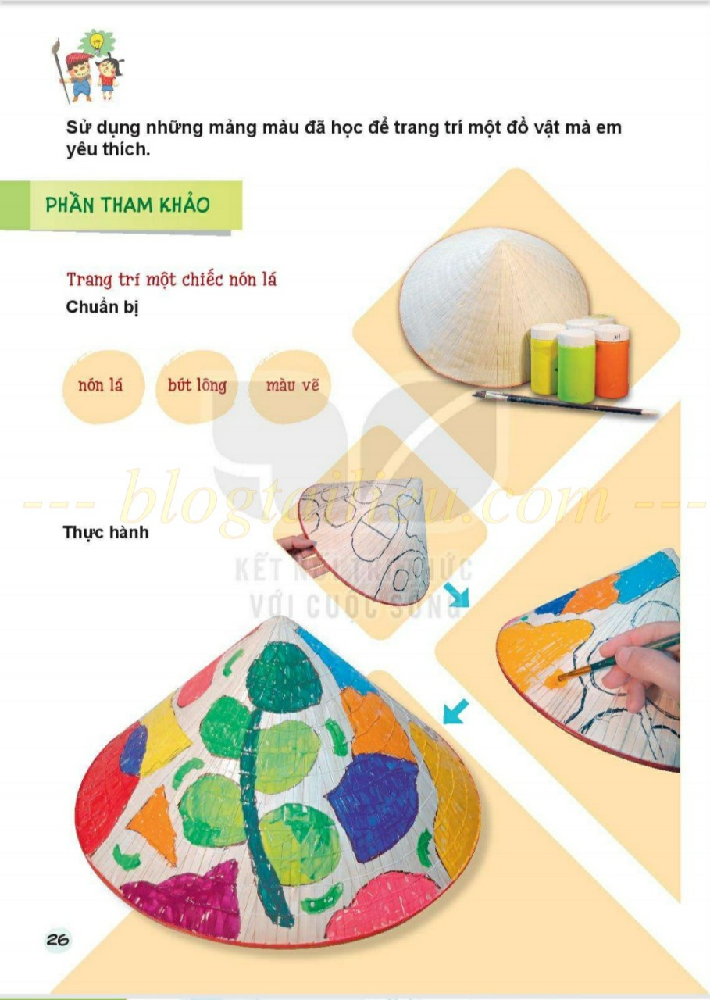 Sử dụng những mảng màu đã học để trang trí một đồ vật mà em
yêu thích.
PHẦN THAM KHẢO
Trang trí một chiếc nón lá
Chuẩn bị
nón lá bút lông màu vẽ
--- blogtailieu.com ---
Thực hành
KẾT NỐI TRI THỨC
VỚI CUỘC SỐNG
26